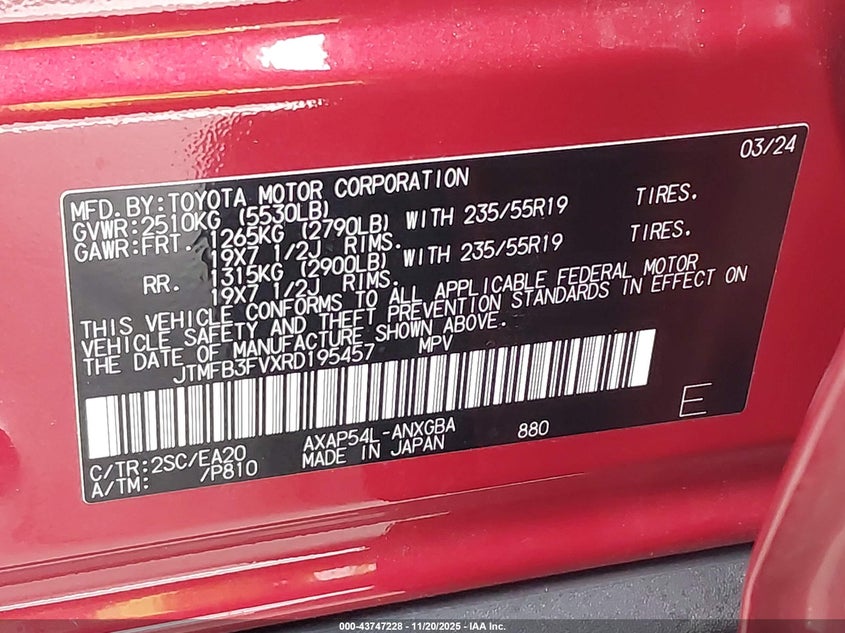 03/24
MFD.BY:TOYOTA MOTOR CORPORATION
GVWR:2510KG (5530LB)
GAWR:FRT. 1265KG (2790LB) WITH 235/55R19 TIRES.
19X7 1/2J RIMS.
RR. 1315KG (2900LB) WITH 235/55R19 TIRES.
19X7 1/2J RIMS.
THIS VEHICLE CONFORMS TO ALL APPLICABLE FEDERAL MOTOR
VEHICLE SAFETY AND THEFT PREVENTION STANDARDS IN EFFECT ON
THE DATE OF MANUFACTURE SHOWN ABOVE.
JTMFB3FVXRD195457 MPV
E
C/TR:2SC/EA20 AXAP54L-ANXGBA 880
A/TM: /P810 MADE IN JAPAN
000-43747228 - 11/20/2025 - IAA Inc.